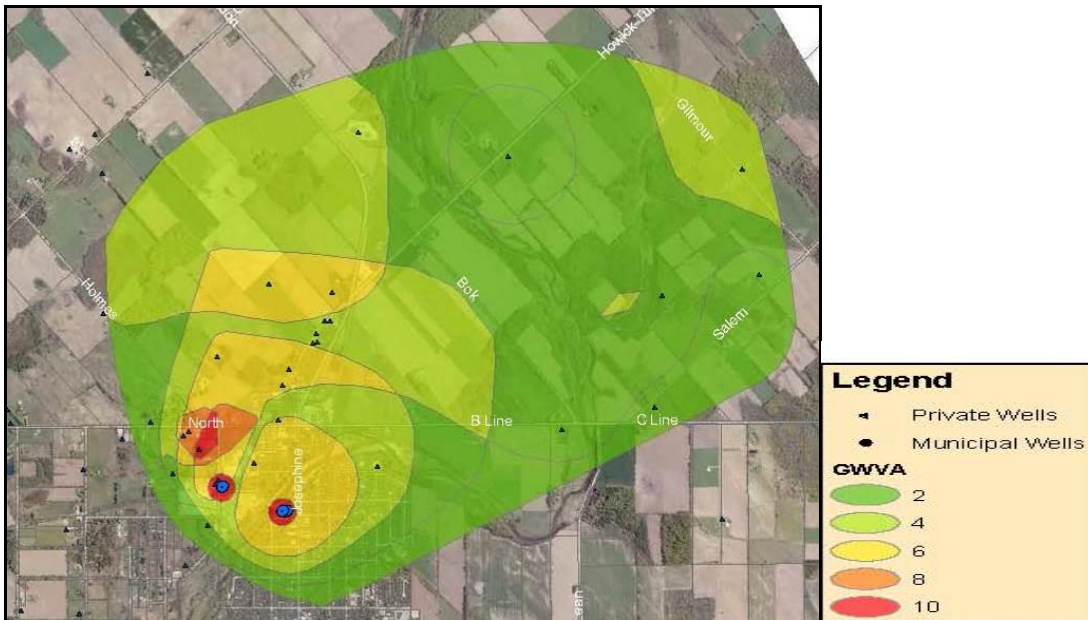 Howick-Tur
Gilmour
Holmes
Bok
Salem
North
B Line
C Line
Josephine
Legend
Private Wells
Municipal Wells
GWVA
2
4
6
8
10